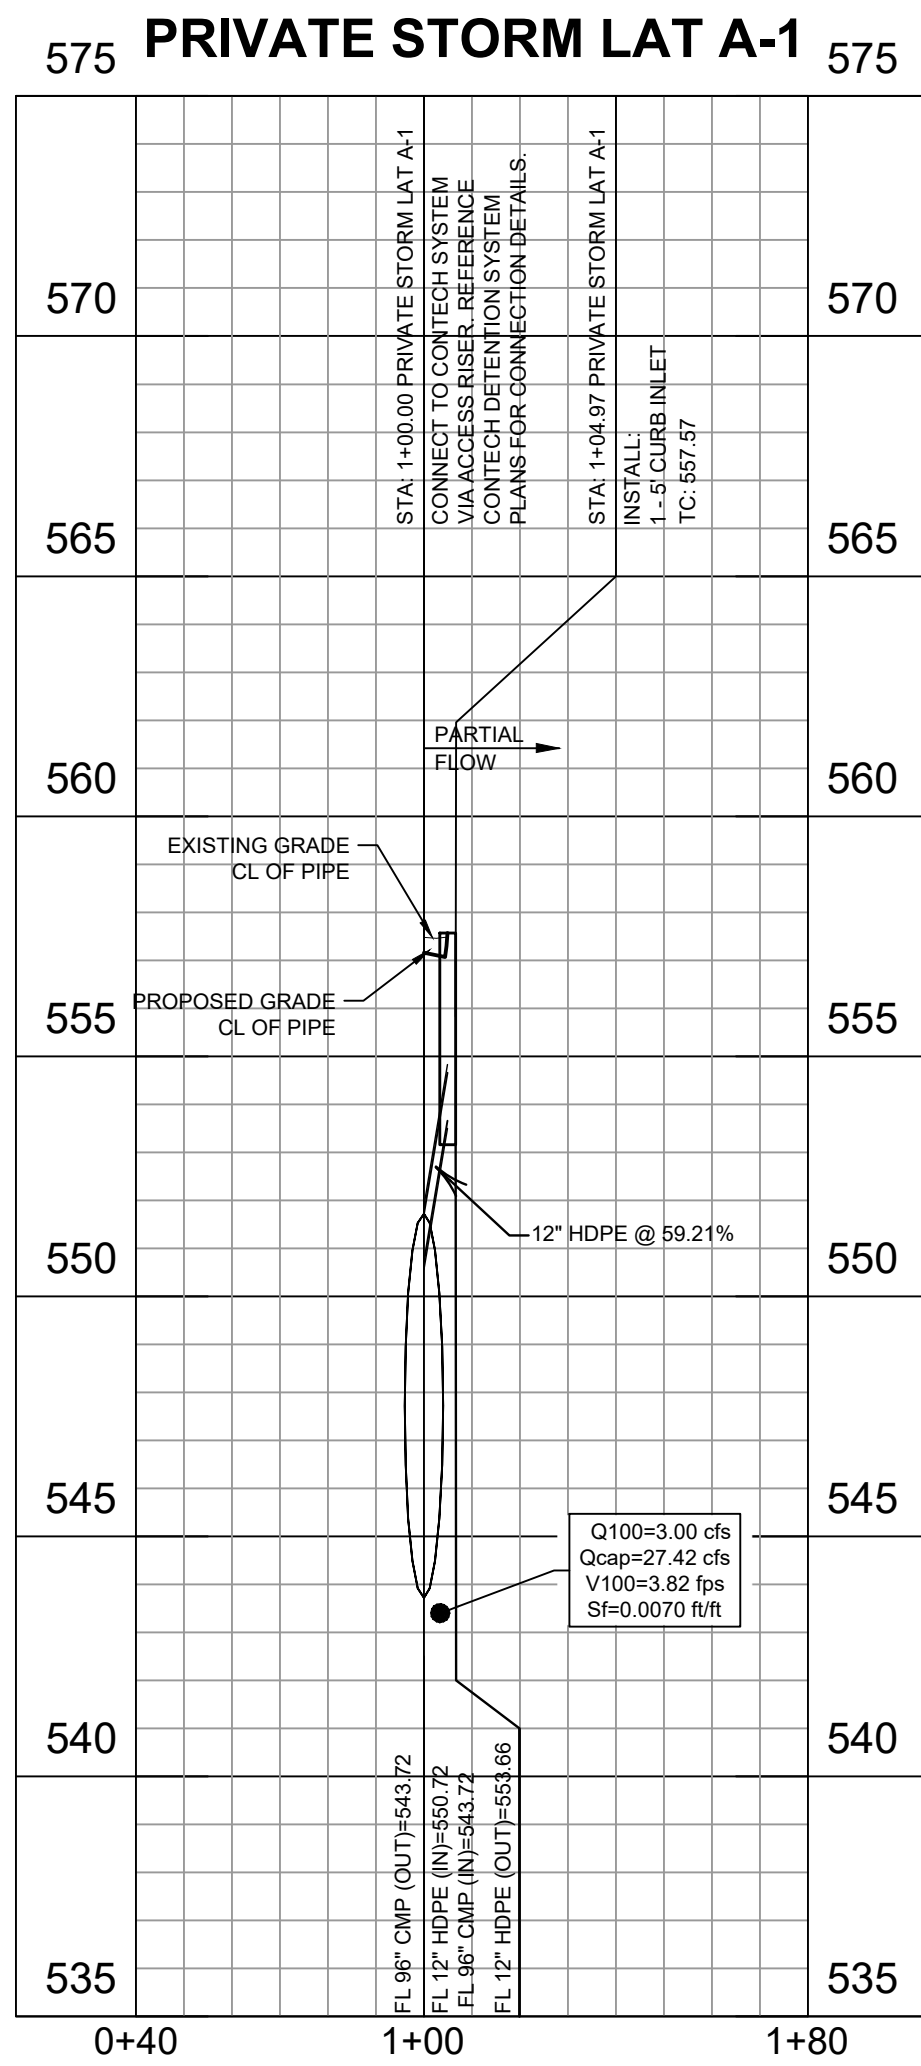 PRIVATE STORM LAT A-1
575
575
570
570
565
565
560
560
555
555
550
550
545
545
540
540
535
535
STA: 1+00.00 PRIVATE STORM LAT A-1
CONNECT TO CONTECH SYSTEM
VIA ACCESS RISER. REFERENCE
CONTECH DETENTION SYSTEM
PLANS FOR CONNECTION DETAILS.
STA: 1+04.97 PRIVATE STORM LAT A-1
INSTALL:
1 - 5' CURB INLET
TC: 557.57
PARTIAL
FLOW
EXISTING GRADE
CL OF PIPE
PROPOSED GRADE
CL OF PIPE
12" HDPE @ 59.21%
Q100=3.00 cfs
Qcap=27.42 cfs
V100=3.82 fps
Sf=0.0070 ft/ft
FL 96" CMP (OUT)=543.72
FL 12" HDPE (IN)=550.72
FL 96" CMP (IN)=543.72
FL 12" HDPE (OUT)=553.66
0+40
1+00
1+80